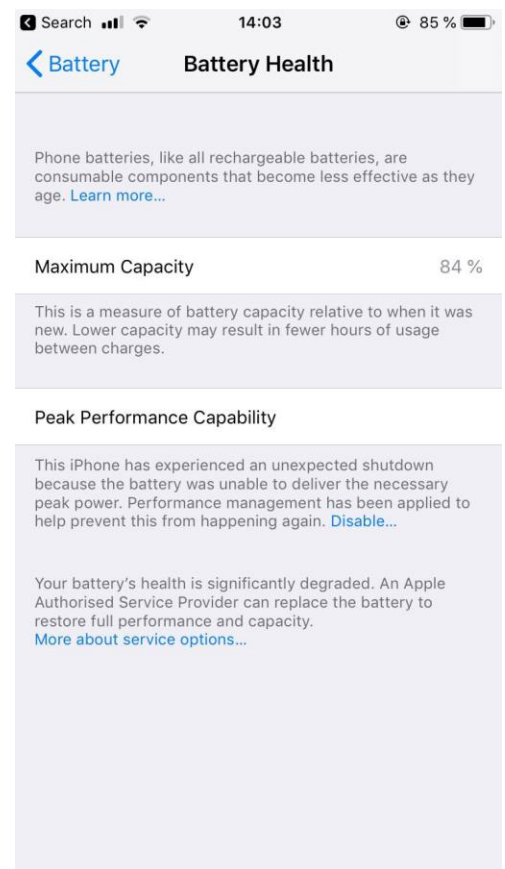 Search 14:03 85 %
Battery Battery Health
Phone batteries, like all rechargeable batteries, are
consumable components that become less effective as they
age. Learn more...
Maximum Capacity 84 %
This is a measure of battery capacity relative to when it was
new. Lower capacity may result in fewer hours of usage
between charges.
Peak Performance Capability
This iPhone has experienced an unexpected shutdown
because the battery was unable to deliver the necessary
peak power. Performance management has been applied to
help prevent this from happening again. Disable...
Your battery's health is significantly degraded. An Apple
Authorised Service Provider can replace the battery to
restore full performance and capacity.
More about service options...